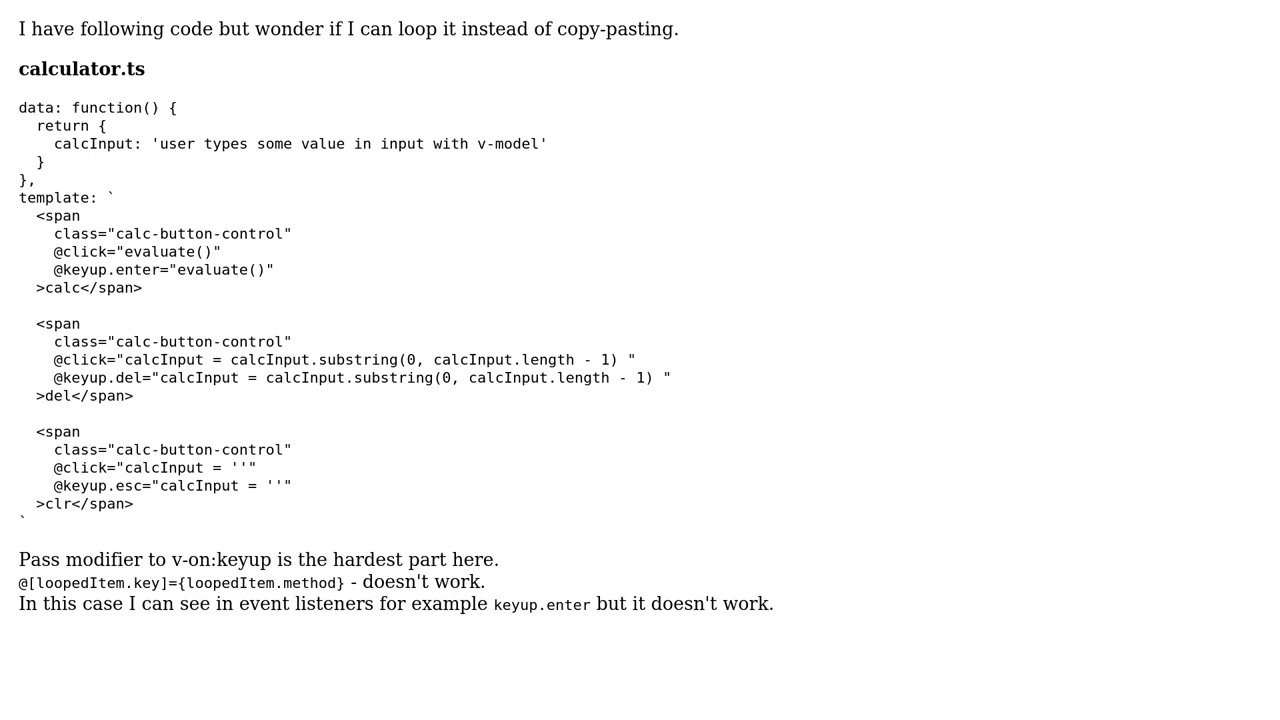 I have following code but wonder if I can loop it instead of copy-pasting.
calculator.ts
data: function() {
  return {
    calcInput: 'user types some value in input with v-model'
  }
},
template: `
  <span
    class="calc-button-control"
    @click="evaluate()"
    @keyup.enter="evaluate()"
  >calc</span>

  <span
    class="calc-button-control"
    @click="calcInput = calcInput.substring(0, calcInput.length - 1) "
    @keyup.del="calcInput = calcInput.substring(0, calcInput.length - 1) "
  >del</span>

  <span
    class="calc-button-control"
    @click="calcInput = ''"
    @keyup.esc="calcInput = ''"
  >clr</span>
`
Pass modifier to v-on:keyup is the hardest part here.
@[loopedItem.key]={loopedItem.method} - doesn't work.
In this case I can see in event listeners for example keyup.enter but it doesn't work.